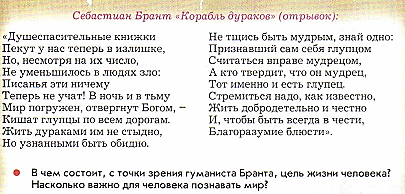 Себастиан Брант «Корабль дураков» (отрывок):
«Душеспасительные книжки
Пекут у нас теперь в излишке,
Но, несмотря на их число,
Не уменьшилось в людях зло:
Писанья эти ничему
Теперь не учат! В ночь и в тьму
Мир погружен, отвергнут Богом, –
Кишат глупцы по всем дорогам.
Жить дураками им не стыдно,
Но узнанными быть обидно.
Не тщись быть мудрым, знай одно:
Признавший сам себя глупцом
Считаться вправе мудрецом,
А кто твердит, что он мудрец,
Тот именно и есть глупец.
Стремиться надо, как известно,
Жить добродетельно и честно
И, чтобы быть всегда в чести,
Благоразумие блюсти».
В чем состоит, с точки зрения гуманиста Бранта, цель жизни человека?
Насколько важно для человека познавать мир?